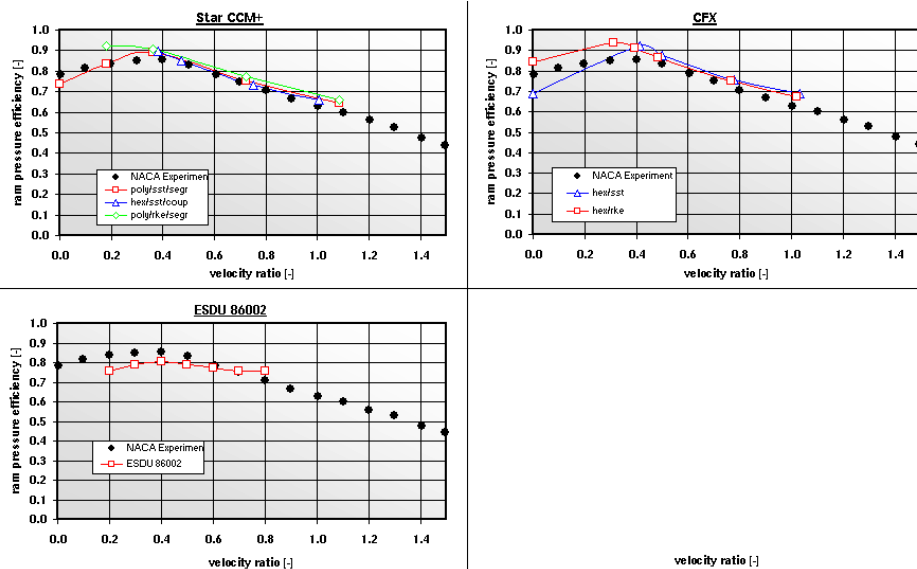 Star CCM+
ram pressure efficiency [-]
1.0
0.9
0.8
0.7
0.6
0.5
0.4
0.3
0.2
0.1
0.0
NACA Experimen
poly/sst/segr
hex/sst/coup
poly/rke/segr
0.0 0.2 0.4 0.6 0.8 1.0 1.2 1.4
velocity ratio [-]
CFX
ram pressure efficiency [-]
1.0
0.9
0.8
0.7
0.6
0.5
0.4
0.3
0.2
0.1
0.0
NACA Experiment
hex/sst
hex/rke
0.0 0.2 0.4 0.6 0.8 1.0 1.2 1.4
velocity ratio [-]
ESDU 86002
ram pressure efficiency [-]
1.0
0.9
0.8
0.7
0.6
0.5
0.4
0.3
0.2
0.1
0.0
NACA Experimen
ESDU 86002
0.0 0.2 0.4 0.6 0.8 1.0 1.2 1.4
velocity ratio [-]
velocity ratio [-]